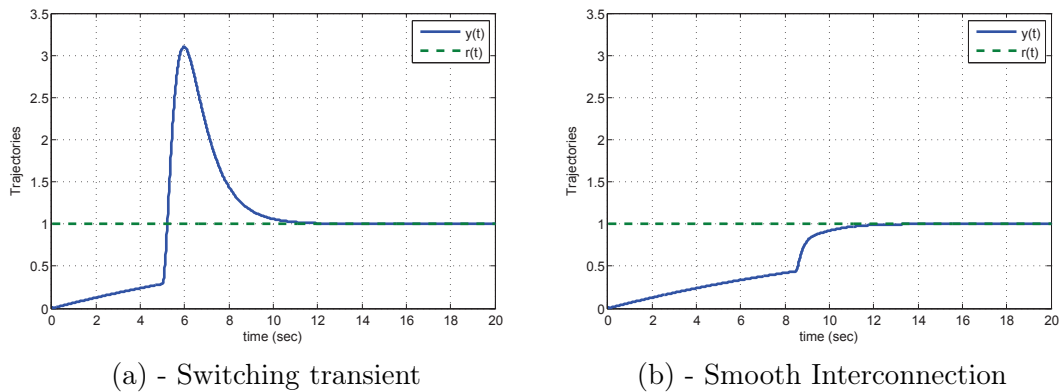 3.5
3
2.5
2
1.5
1
0.5
0
Trajectories
y(t)
r(t)
0 2 4 6 8 10 12 14 16 18 20
time (sec)
(a) - Switching transient
3.5
3
2.5
2
1.5
1
0.5
0
Trajectories
y(t)
r(t)
0 2 4 6 8 10 12 14 16 18 20
time (sec)
(b) - Smooth Interconnection